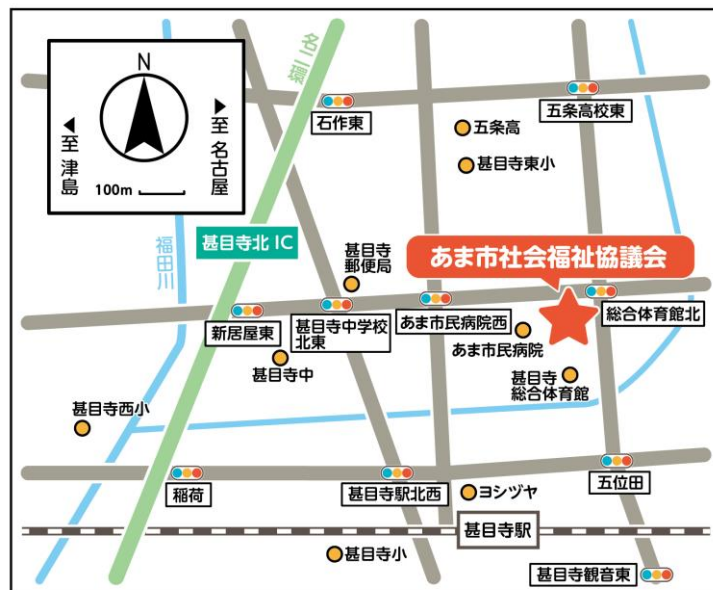 N
至 津島
至 名古屋
100m
名二環
石作東
五条高校東
五条高
甚目寺東小
福田川
甚目寺北 IC
甚目寺
郵便局
あま市社会福祉協議会
新居屋東
甚目寺中学校
北東
あま市民病院西
総合体育館北
あま市民病院
甚目寺中
甚目寺
総合体育館
甚目寺西小
稲荷
甚目寺駅北西
ヨシヅヤ
五位田
甚目寺駅
甚目寺小
甚目寺観音東